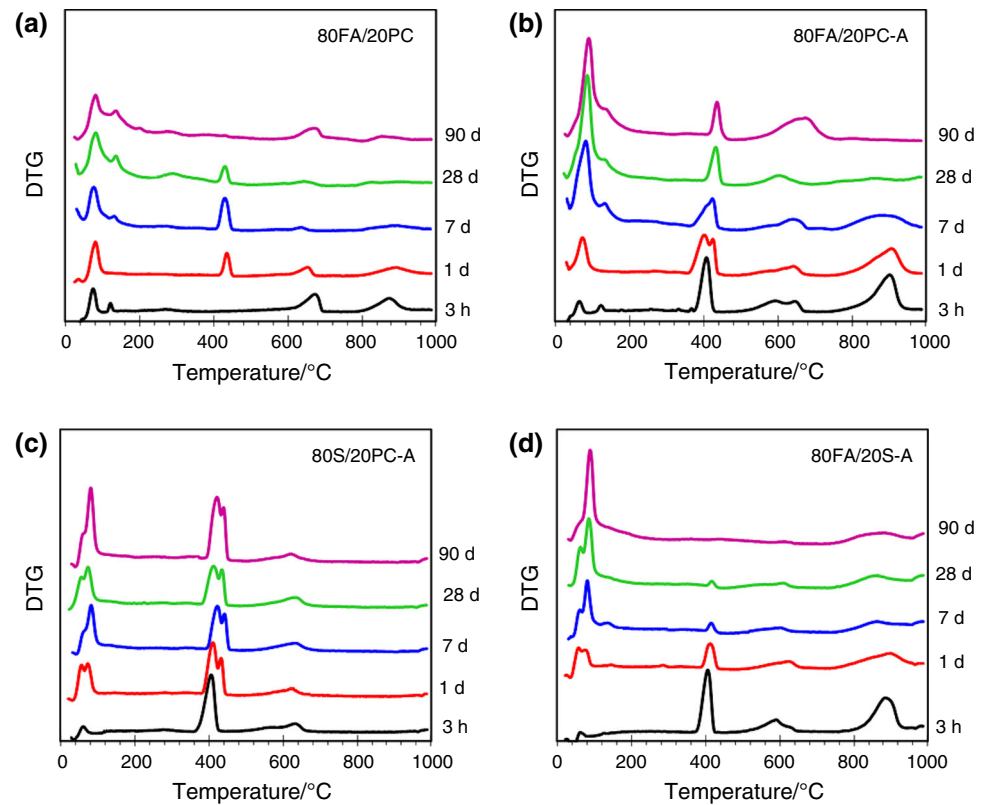 (a)
80FA/20PC
DTG
90 d
28 d
7 d
1 d
3 h
0 200 400 600 800 1000
Temperature/°C
(b)
80FA/20PC-A
DTG
90 d
28 d
7 d
1 d
3 h
0 200 400 600 800 1000
Temperature/°C
(c)
80S/20PC-A
DTG
90 d
28 d
7 d
1 d
3 h
0 200 400 600 800 1000
Temperature/°C
(d)
80FA/20S-A
DTG
90 d
28 d
7 d
1 d
3 h
0 200 400 600 800 1000
Temperature/°C